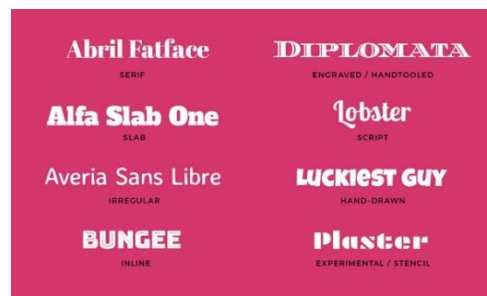 Abril Fatface
SERIF
DIPLOMATA
ENGRAVED / HANDTOOLED
Alfa Slab One
SLAB
Lobster
SCRIPT
Averia Sans Libre
IRREGULAR
LUCKIEST GUY
HAND-DRAWN
BUNGEE
INLINE
Plaster
EXPERIMENTAL / STENCIL